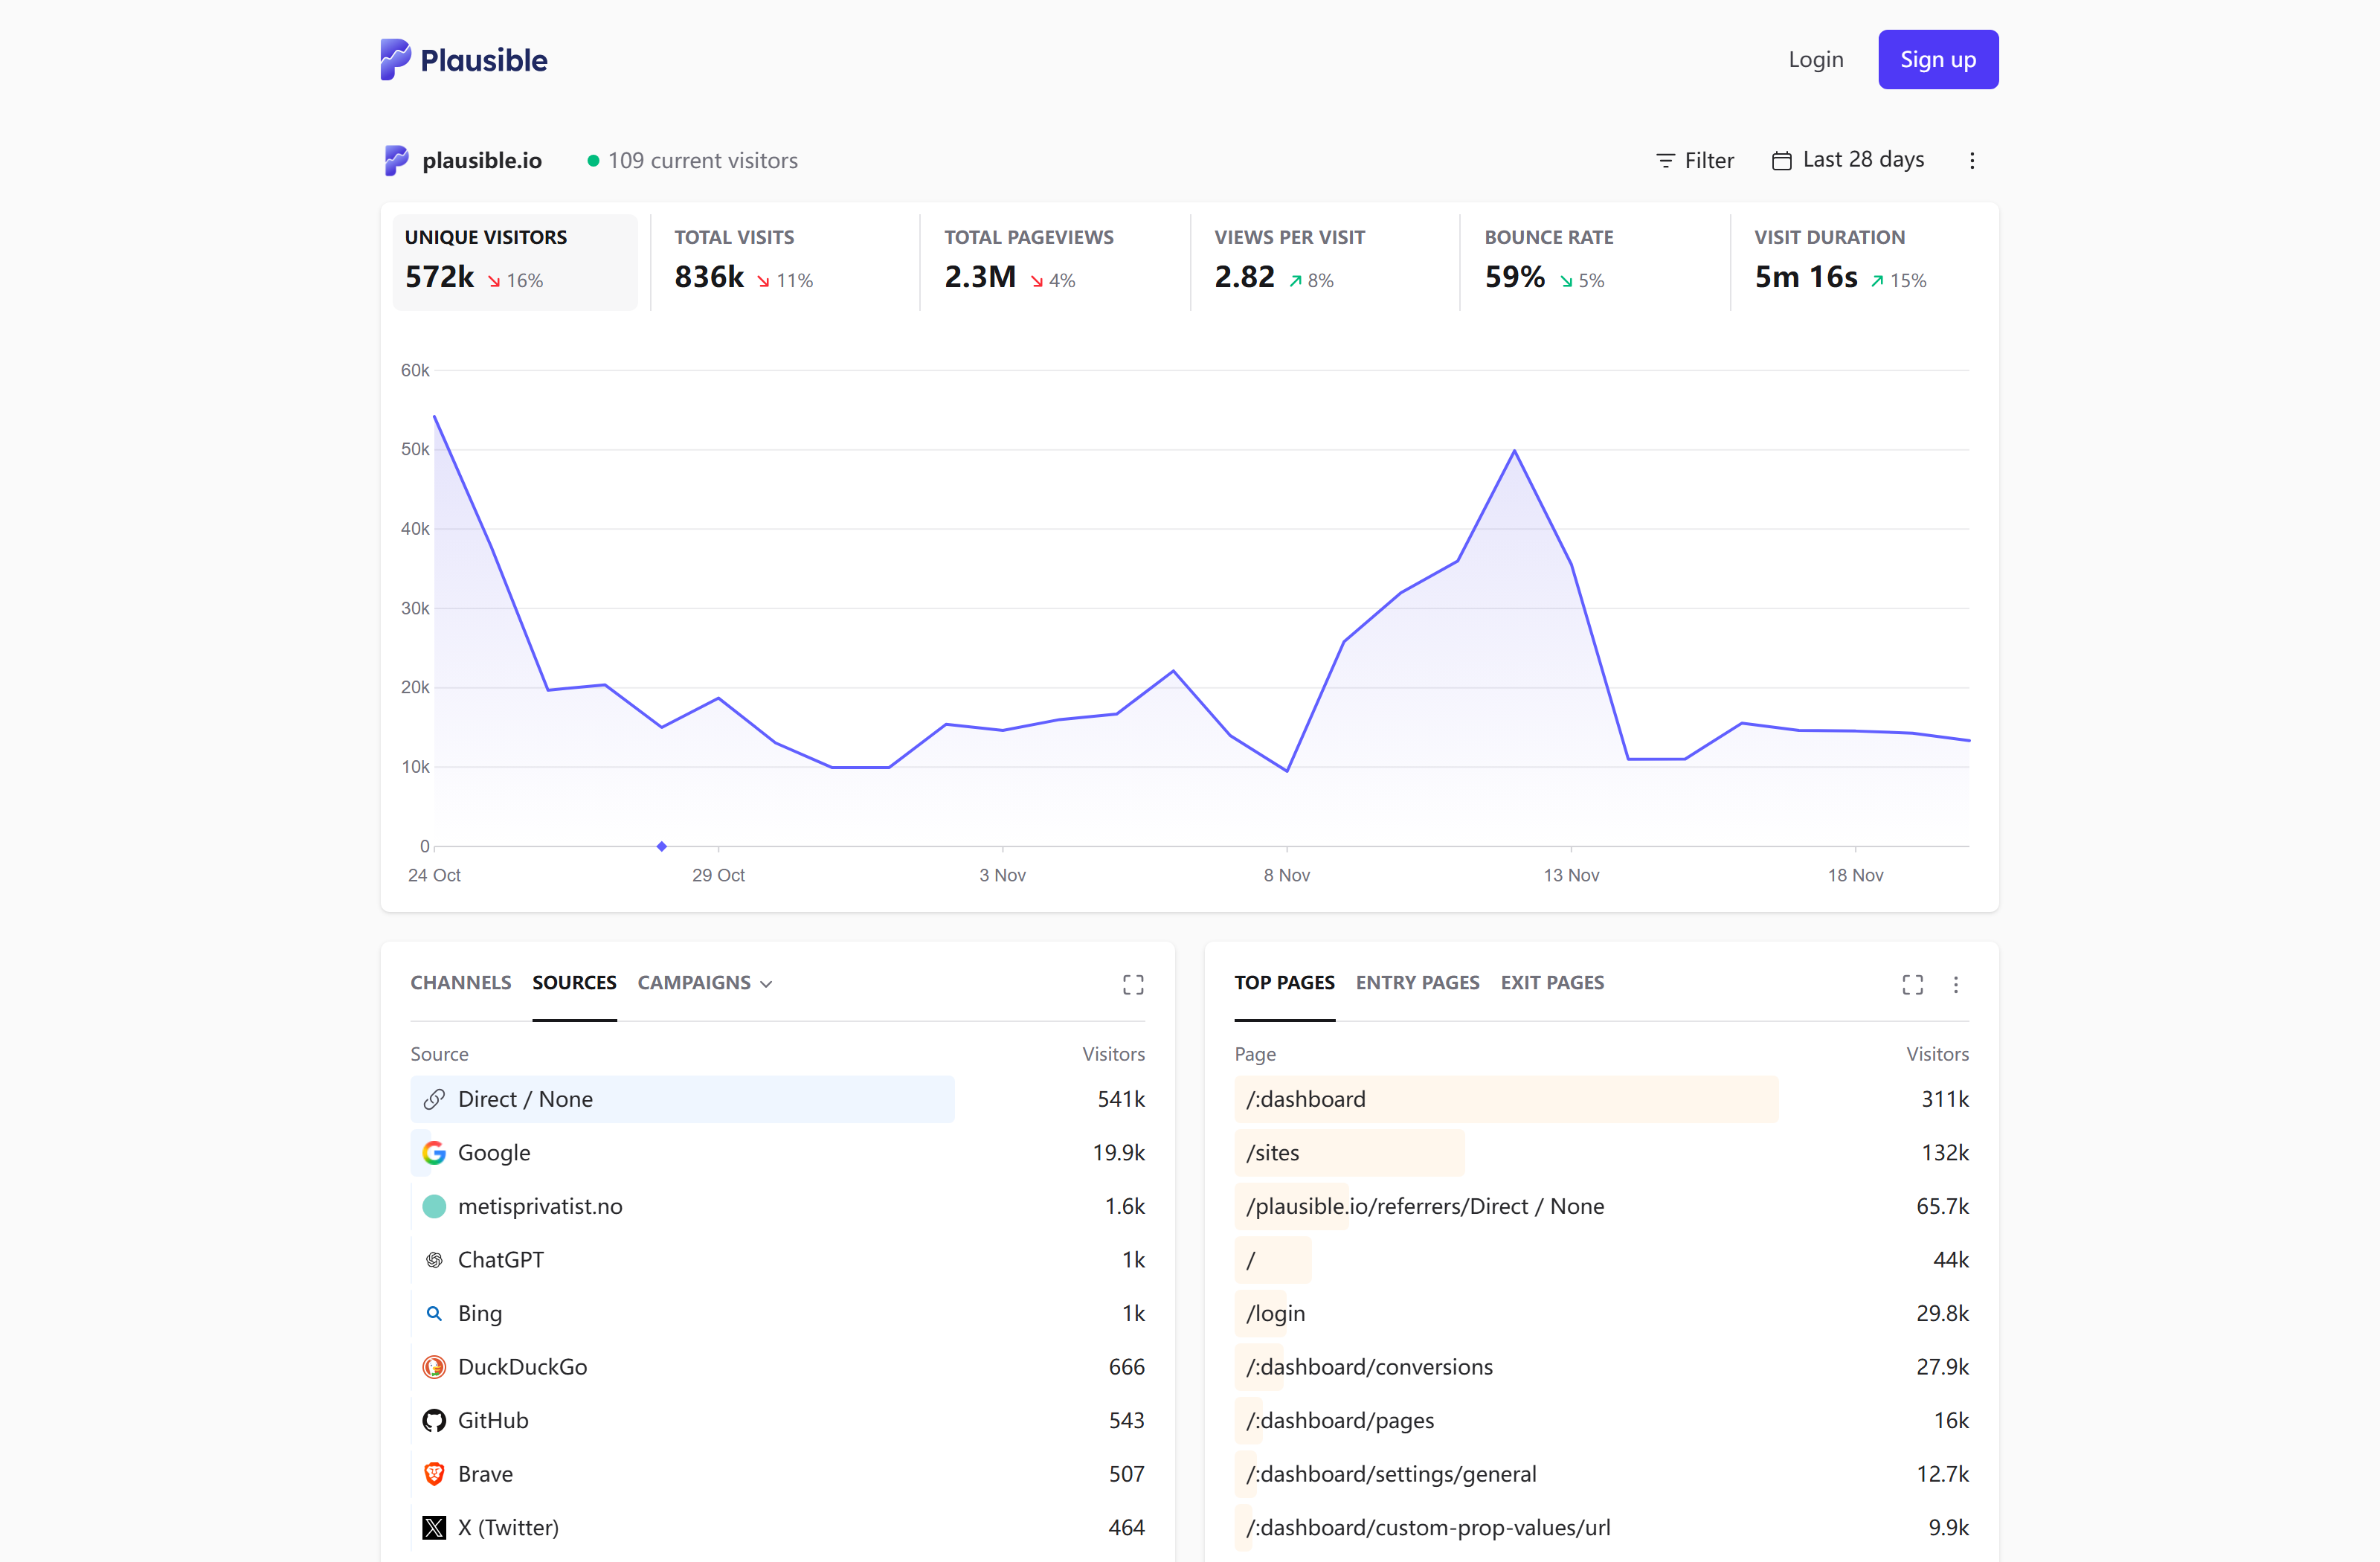 Plausible
Login
Sign up
plausible.io
109 current visitors
Filter
Last 28 days
UNIQUE VISITORS
572k 16%
TOTAL VISITS
836k 11%
TOTAL PAGEVIEWS
2.3M 4%
VIEWS PER VISIT
2.82 8%
BOUNCE RATE
59% 5%
VISIT DURATION
5m 16s 15%
60k
50k
40k
30k
20k
10k
0
24 Oct 29 Oct 3 Nov 8 Nov 13 Nov 18 Nov
CHANNELS SOURCES CAMPAIGNS
Source Visitors
Direct / None 541k
Google 19.9k
metisprivatist.no 1.6k
ChatGPT 1k
Bing 1k
DuckDuckGo 666
GitHub 543
Brave 507
X (Twitter) 464
TOP PAGES ENTRY PAGES EXIT PAGES
Page Visitors
/:dashboard 311k
/sites 132k
/plausible.io/referrers/Direct / None 65.7k
/ 44k
/login 29.8k
/:dashboard/conversions 27.9k
/:dashboard/pages 16k
/:dashboard/settings/general 12.7k
/:dashboard/custom-prop-values/url 9.9k